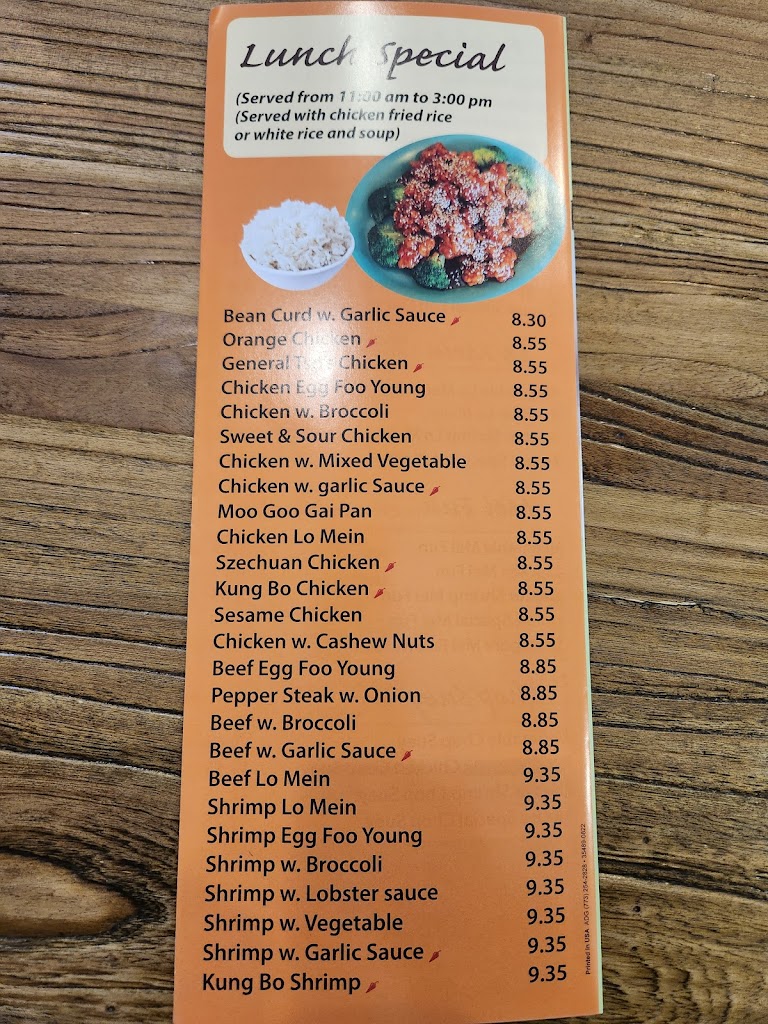 Lunch Special
(Served from 11:00 am to 3:00 pm
(Served with chicken fried rice
or white rice and soup)
Bean Curd w. Garlic Sauce 8.30
Orange Chicken 8.55
General Tso's Chicken 8.55
Chicken Egg Foo Young 8.55
Chicken w. Broccoli 8.55
Sweet & Sour Chicken 8.55
Chicken w. Mixed Vegetable 8.55
Chicken w. garlic Sauce 8.55
Moo Goo Gai Pan 8.55
Chicken Lo Mein 8.55
Szechuan Chicken 8.55
Kung Bo Chicken 8.55
Sesame Chicken 8.55
Chicken w. Cashew Nuts 8.55
Beef Egg Foo Young 8.85
Pepper Steak w. Onion 8.85
Beef w. Broccoli 8.85
Beef w. Garlic Sauce 8.85
Beef Lo Mein 9.35
Shrimp Lo Mein 9.35
Shrimp Egg Foo Young 9.35
Shrimp w. Broccoli 9.35
Shrimp w. Lobster sauce 9.35
Shrimp w. Vegetable 9.35
Shrimp w. Garlic Sauce 9.35
Kung Bo Shrimp 9.35
Printed in USA ADG (773) 254-2828